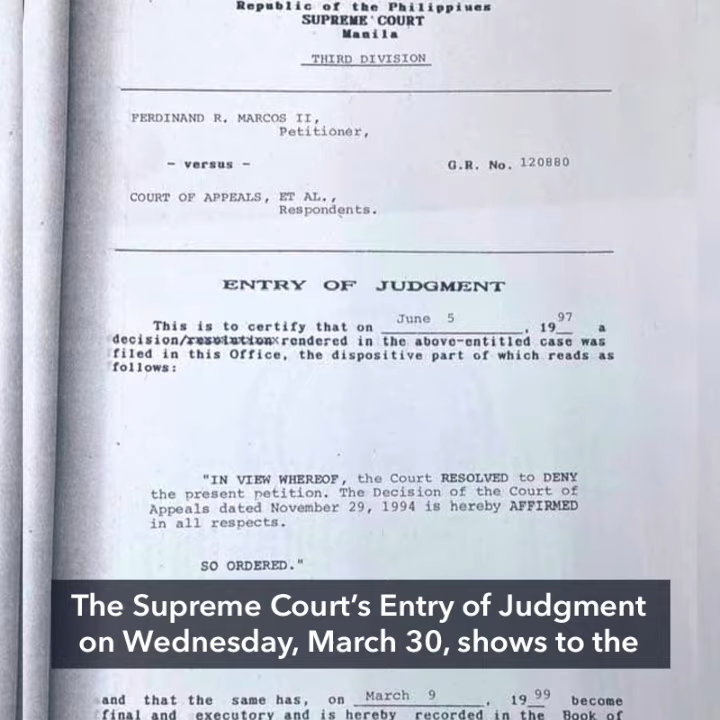 Republic of the Philippines
SUPREME COURT
Manila
THIRD DIVISION
FERDINAND R. MARCOS II,
Petitioner,
- versus -
G.R. No. 120880
COURT OF APPEALS, ET AL.,
Respondents.
ENTRY OF JUDGMENT
This is to certify that on June 5, 1997 a
decision/resolution rendered in the above-entitled case was
filed in this Office, the dispositive part of which reads as
follows:
"IN VIEW WHEREOF, the Court RESOLVED to DENY
the present petition. The Decision of the Court of
Appeals dated November 29, 1994 is hereby AFFIRMED
in all respects.
SO ORDERED."
The Supreme Court's Entry of Judgment
on Wednesday, March 30, shows to the
and that the same has, on March 9, 1999 become
final and executory and is hereby recorded in the Book of